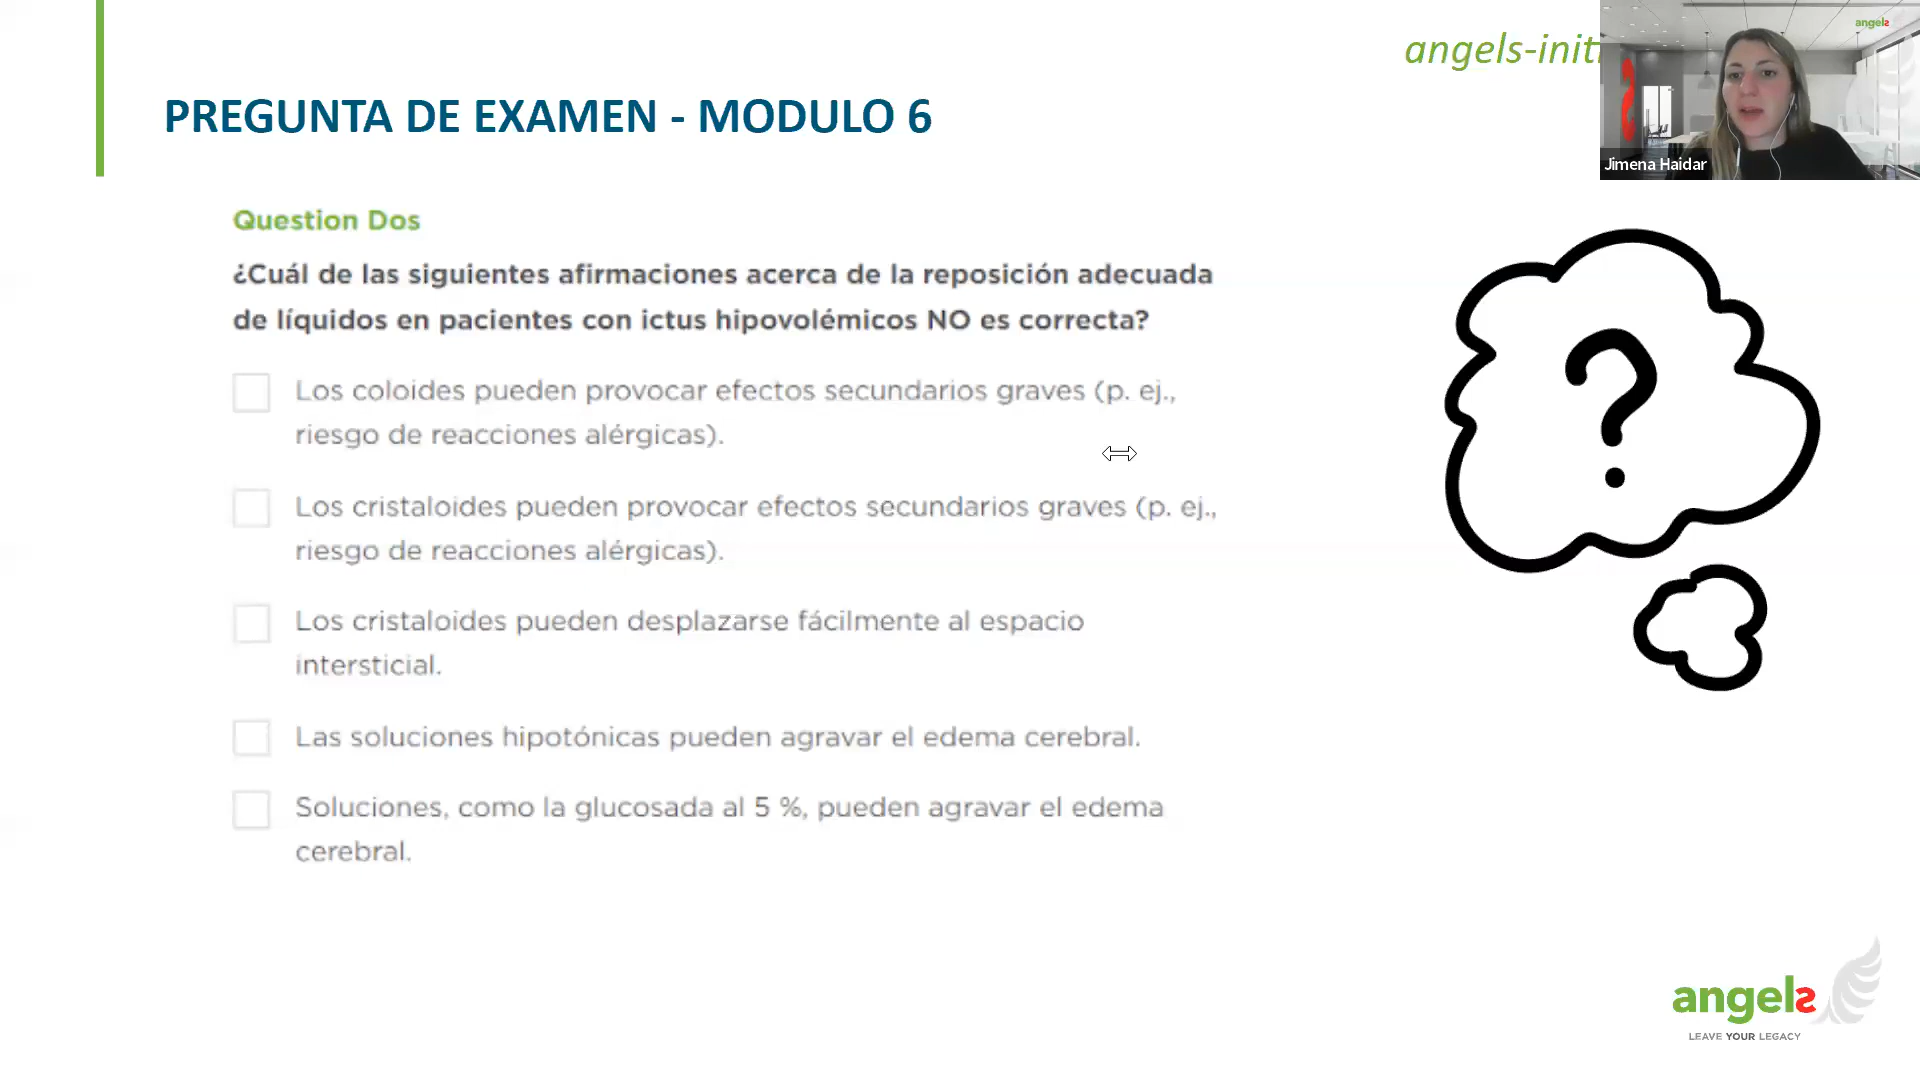 angels-init
angels
Jimena Haidar
PREGUNTA DE EXAMEN - MODULO 6
Question Dos
¿Cuál de las siguientes afirmaciones acerca de la reposición adecuada
de líquidos en pacientes con ictus hipovolémicos NO es correcta?
Los coloides pueden provocar efectos secundarios graves (p. ej.,
riesgo de reacciones alérgicas).
Los cristaloides pueden provocar efectos secundarios graves (p. ej.,
riesgo de reacciones alérgicas).
Los cristaloides pueden desplazarse fácilmente al espacio
intersticial.
Las soluciones hipotónicas pueden agravar el edema cerebral.
Soluciones, como la glucosada al 5 %, pueden agravar el edema
cerebral.
?
angels
LEAVE YOUR LEGACY